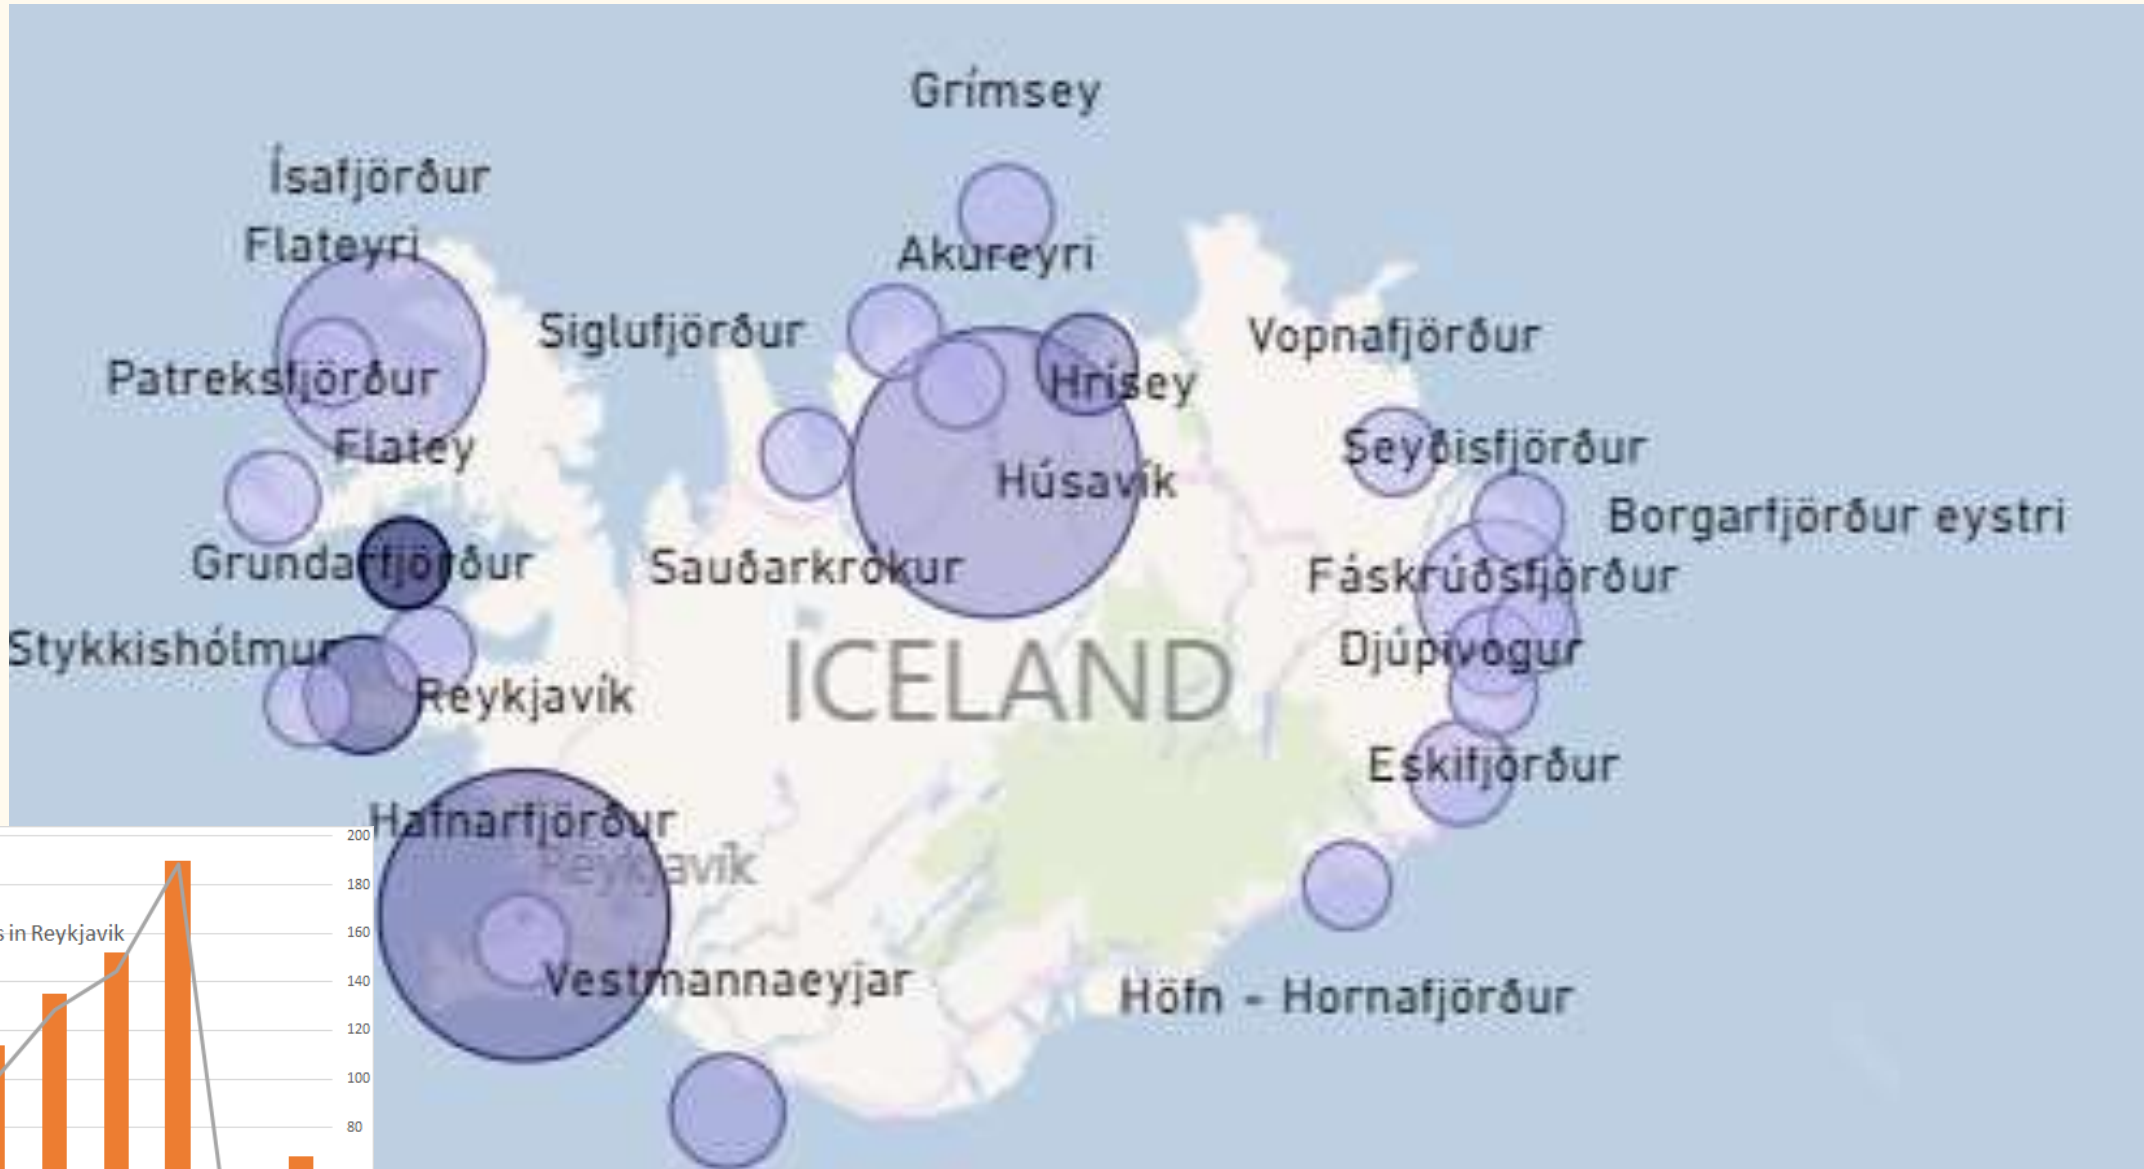 Grímsey
Ísafjörður
Flateyri
Akureyri
Siglufjörður
Vopnafjörður
Patreksfjörður
Hrísey
Flatey
Seyðisfjörður
Húsavík
Borgarfjörður eystri
Grundarfjörður
Sauðarkrókur
Fáskrúðsfjörður
Stykkishólmur
Djúpivogur
ICELAND
Reykjavík
Eskifjörður
Hafnarfjörður
Reykjavík
200
180
s in Reykjavik
160
Vestmannaeyjar
Höfn - Hornafjörður
140
120
100
80